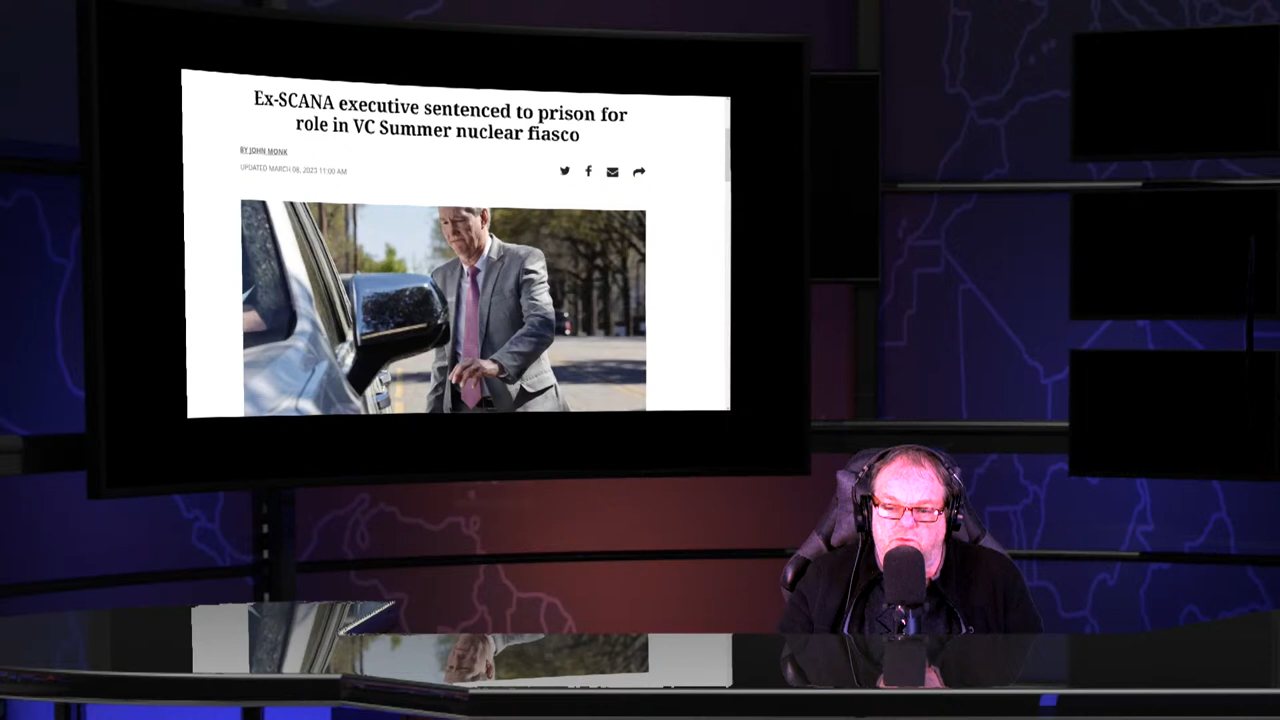 Ex-SCANA executive sentenced to prison for
role in VC Summer nuclear fiasco
BY JOHN MONK
UPDATED MARCH 08, 2023 11:00 AM